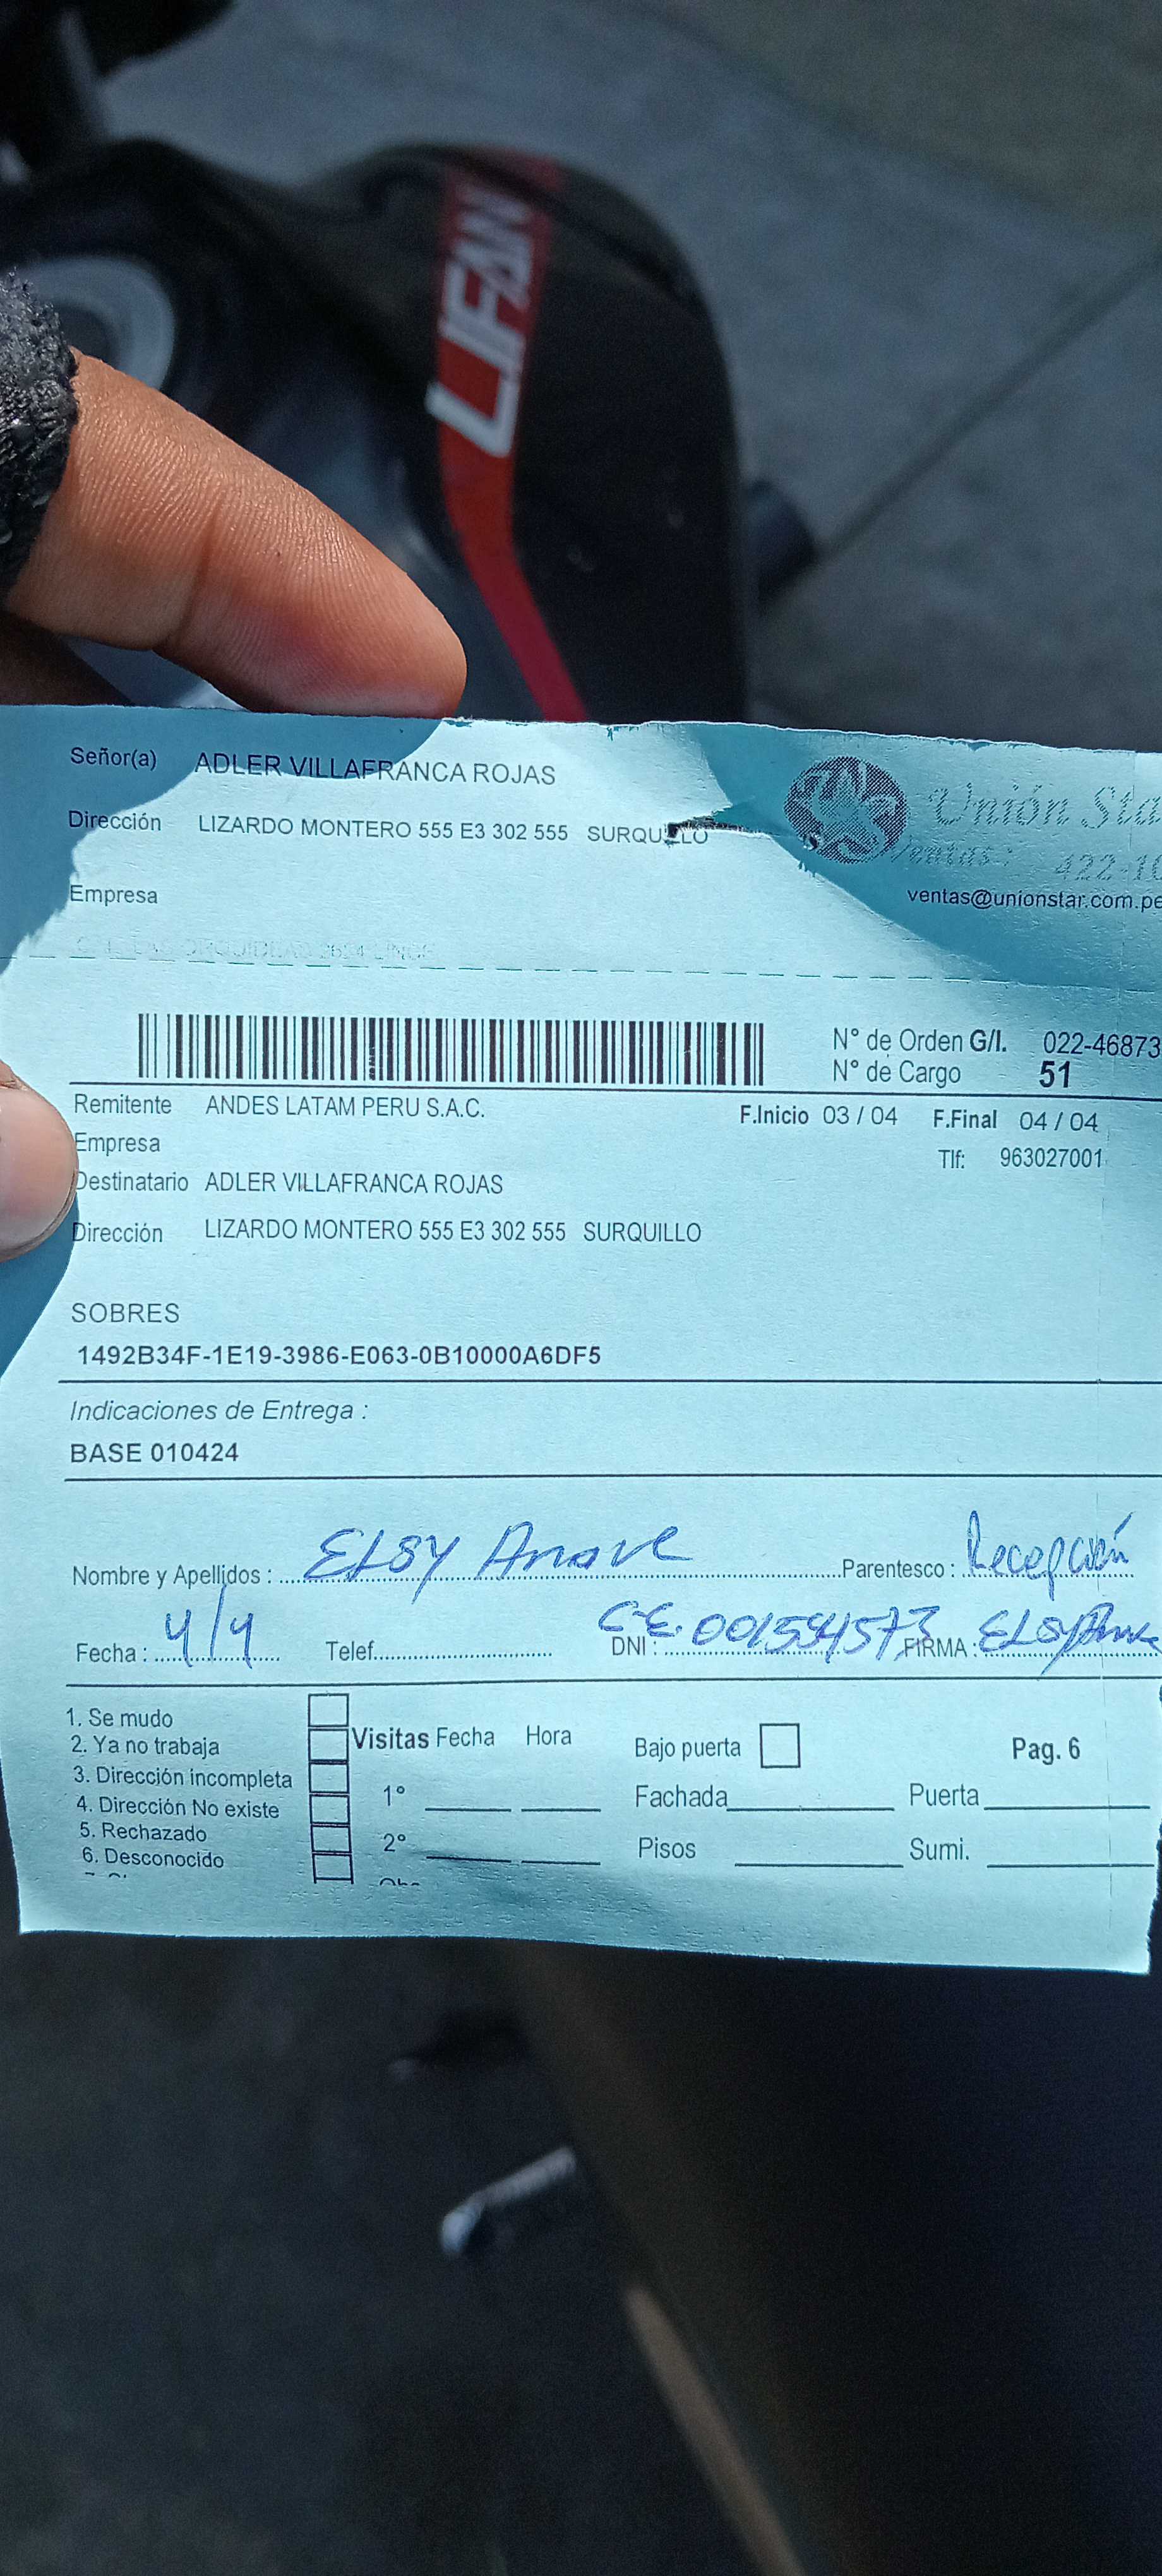 LIFAN
Señor(a) ADLER VILLAFRANCA ROJAS
Dirección LIZARDO MONTERO 555 E3 302 555 SURQUILLO
Unión Sta
Ventas: 422-10
Empresa
ventas@unionstar.com.pe
N° de Orden G/I. 022-46873
N° de Cargo 51
Remitente ANDES LATAM PERU S.A.C.
F.Inicio 03 / 04 F.Final 04 / 04
Empresa
Tlf: 963027001
Destinatario ADLER VILLAFRANCA ROJAS
Dirección LIZARDO MONTERO 555 E3 302 555 SURQUILLO
SOBRES
1492B34F-1E19-3986-E063-0B10000A6DF5
Indicaciones de Entrega :
BASE 010424
Nombre y Apellidos : ELSY Parentesco : Recepción
Fecha : 4/4 Telef. DNI : C.E. 001554573 FIRMA :
1. Se mudo
2. Ya no trabaja
3. Dirección incompleta
4. Dirección No existe
5. Rechazado
6. Desconocido
Visitas Fecha Hora
1°
2°
Bajo puerta
Pag. 6
Fachada Puerta
Pisos Sumi.